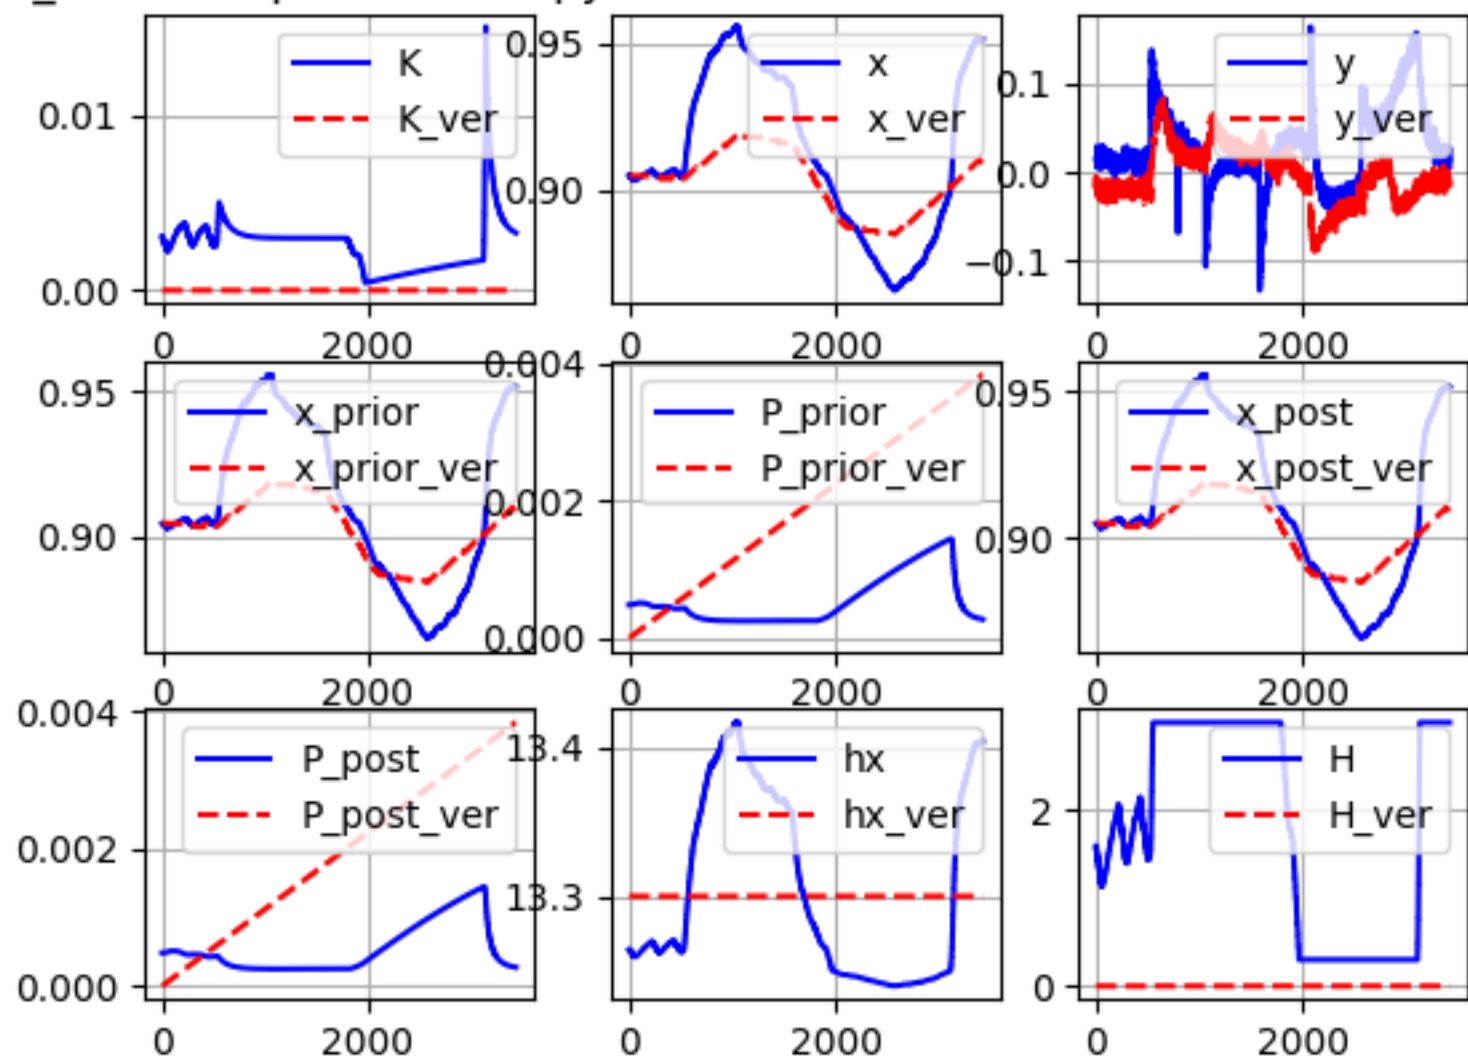 K
K_ver
0.01
0.00
0
2000
x
x_ver
0.95
0.90
0
2000
y
y_ver
0.1
0.0
−0.1
0
2000
x_prior
x_prior_ver
0.95
0.90
0
2000
P_prior
P_prior_ver
0.004
0.002
0.000
0
2000
x_post
x_post_ver
0.95
0.90
0
2000
P_post
P_post_ver
0.004
0.002
0.000
0
2000
hx
hx_ver
13.4
13.3
0
2000
H
H_ver
2
0
0
2000